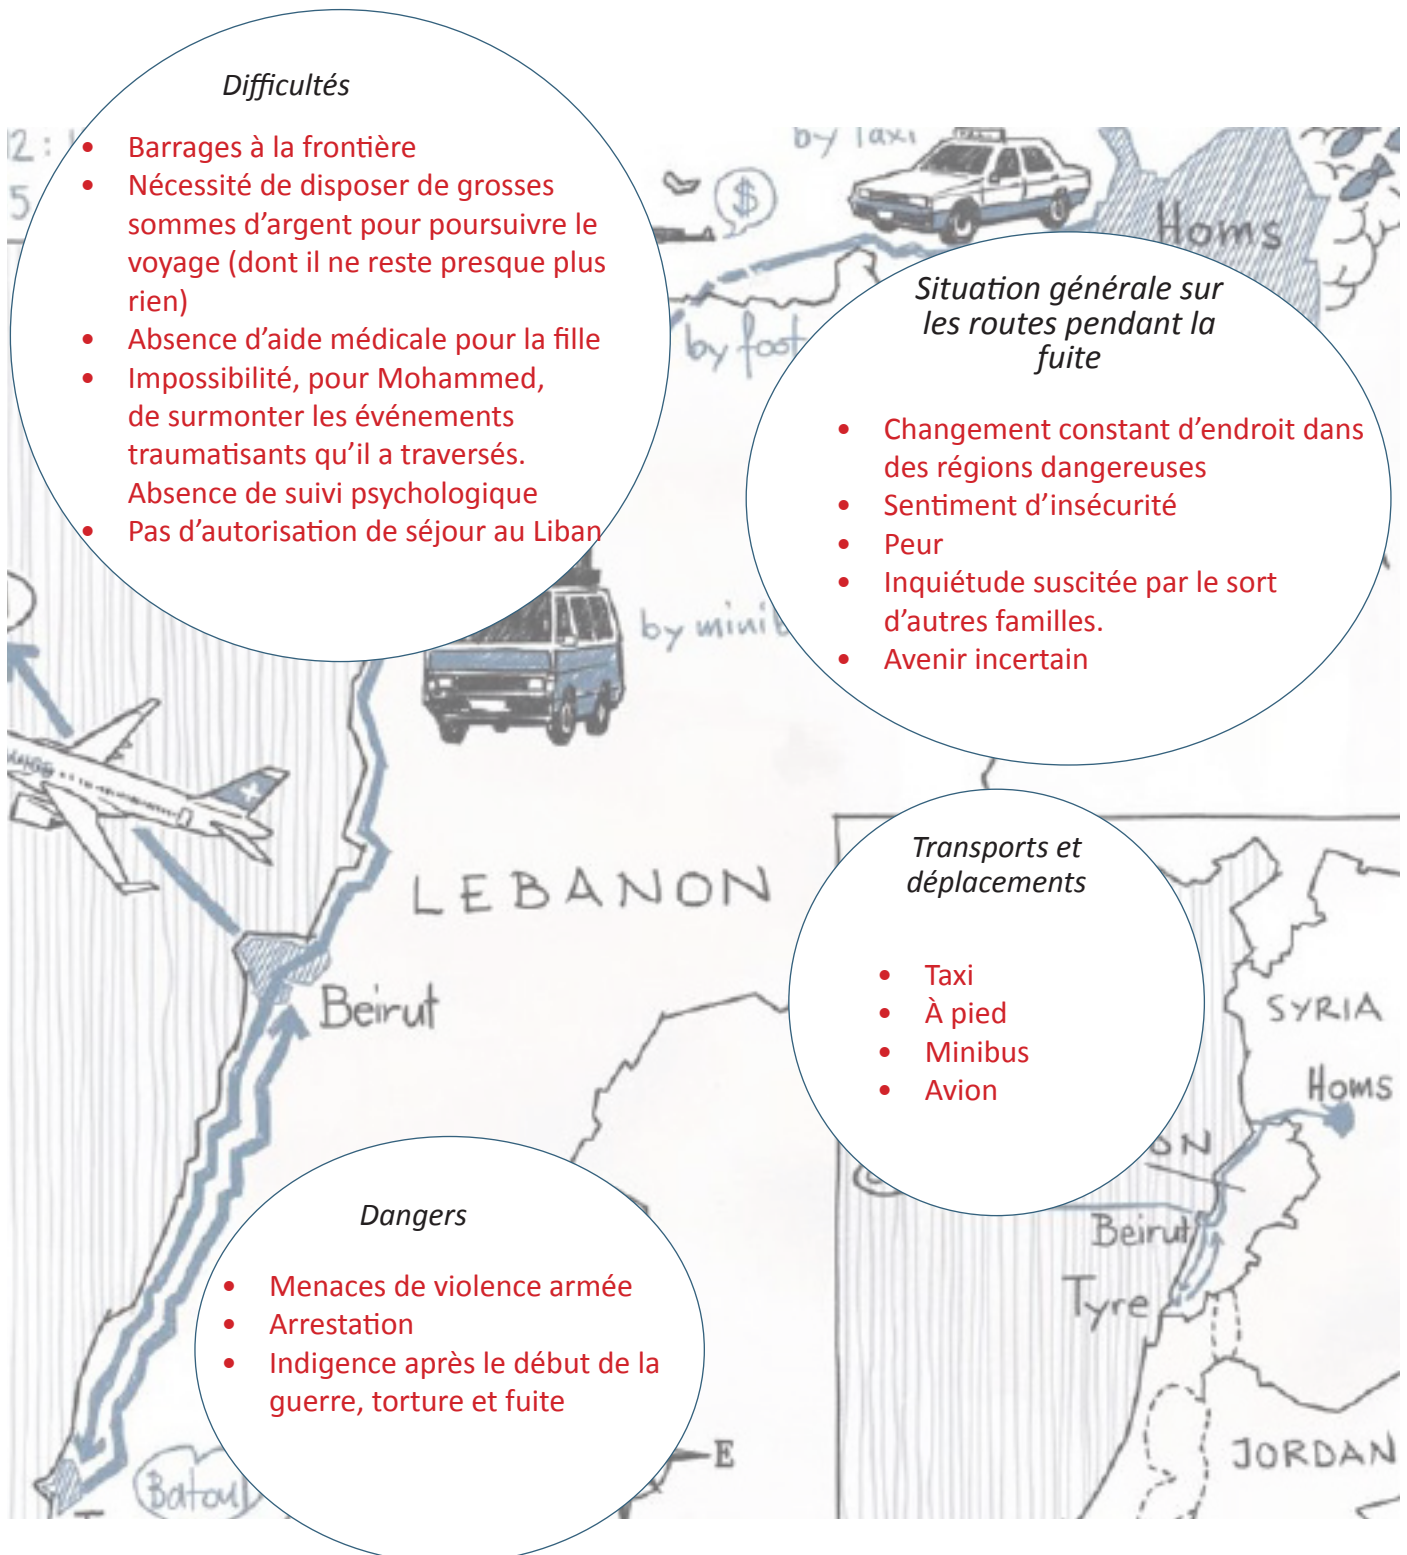 Difficultés
• Barrages à la frontière
• Nécessité de disposer de grosses
sommes d’argent pour poursuivre le
voyage (dont il ne reste presque plus
rien)
• Absence d’aide médicale pour la fille
• Impossibilité, pour Mohammed,
de surmonter les événements
traumatisants qu’il a traversés.
Absence de suivi psychologique
• Pas d’autorisation de séjour au Liban
by Taxi
$
Homs
by foot
Situation générale sur
les routes pendant la
fuite
• Changement constant d’endroit dans
des régions dangereuses
• Sentiment d’insécurité
• Peur
• Inquiétude suscitée par le sort
d’autres familles.
• Avenir incertain
LEBANON
Beirut
Transports et
déplacements
• Taxi
• À pied
• Minibus
• Avion
SYRIA
Homs
Beirut
Tyre
JORDAN
Dangers
• Menaces de violence armée
• Arrestation
• Indigence après le début de la
guerre, torture et fuite
E
Batoul